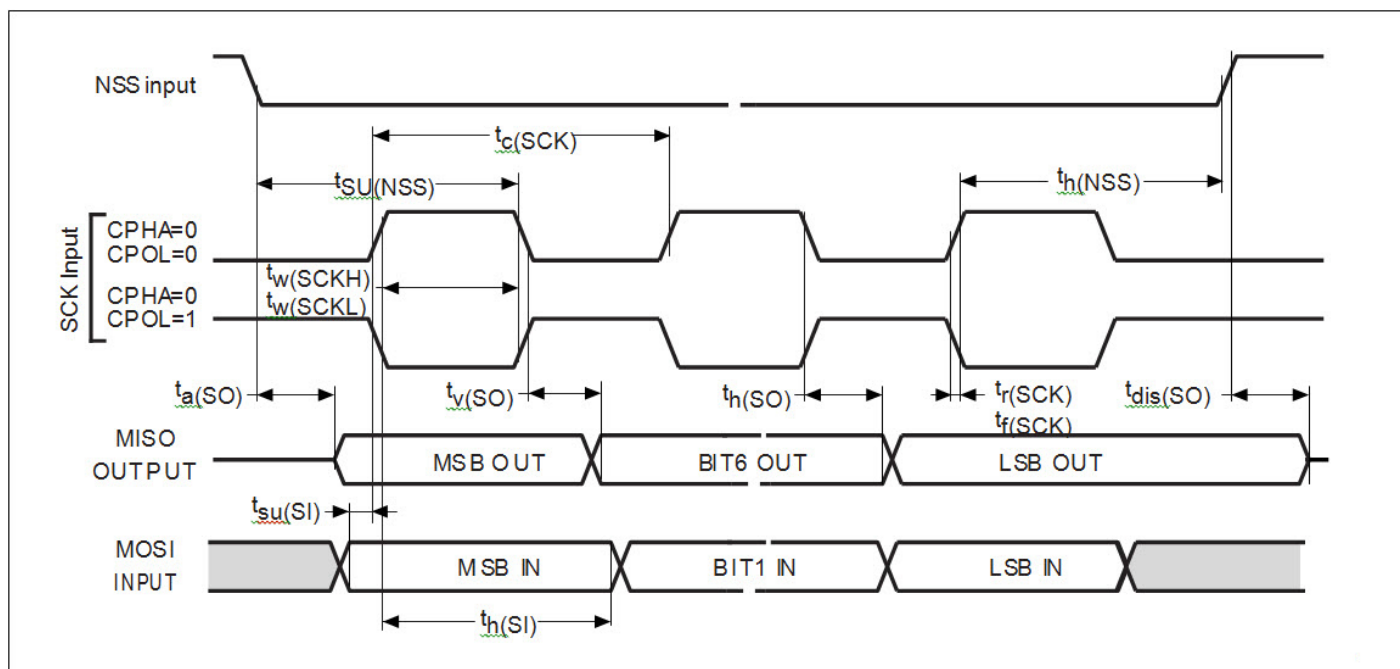 NSS input
tc(SCK)
tSU(NSS)
th(NSS)
SCK Input
CPHA=0
CPOL=0
tw(SCKH)
CPHA=0
tw(SCKL)
CPOL=1
ta(SO)
tv(SO)
th(SO)
tr(SCK)
tdis(SO)
tf(SCK)
MISO
OUTPUT
MSB OUT
BIT6 OUT
LSB OUT
tsu(SI)
MOSI
INPUT
MSB IN
BIT1 IN
LSB IN
th(SI)